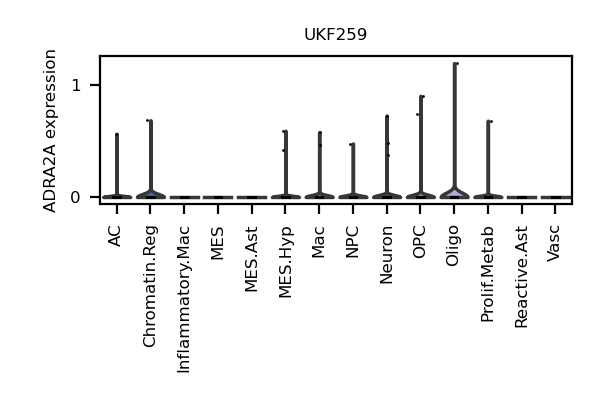 UKF259
ADRA2A expression
1
0
AC
Chromatin.Reg
Inflammatory.Mac
MES
MES.Ast
MES.Hyp
Mac
NPC
Neuron
OPC
Oligo
Prolif.Metab
Reactive.Ast
Vasc